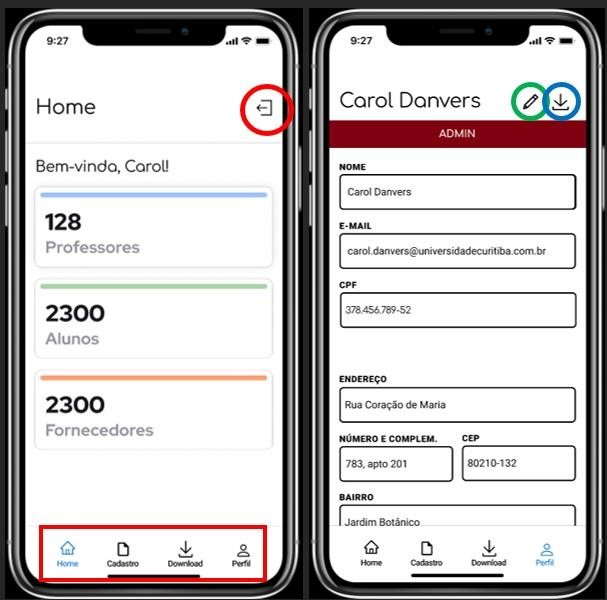 9:27
Home
Bem-vinda, Carol!
128
Professores
2300
Alunos
2300
Fornecedores
Home Cadastro Download Perfil
9:27
Carol Danvers
ADMIN
NOME
Carol Danvers
E-MAIL
carol.danvers@universidadecuritiba.com.br
CPF
378.456.789-52
ENDEREÇO
Rua Coração de Maria
NÚMERO E COMPLEM. CEP
783, apto 201 80210-132
BAIRRO
Jardim Botânico
Home Cadastro Download Perfil